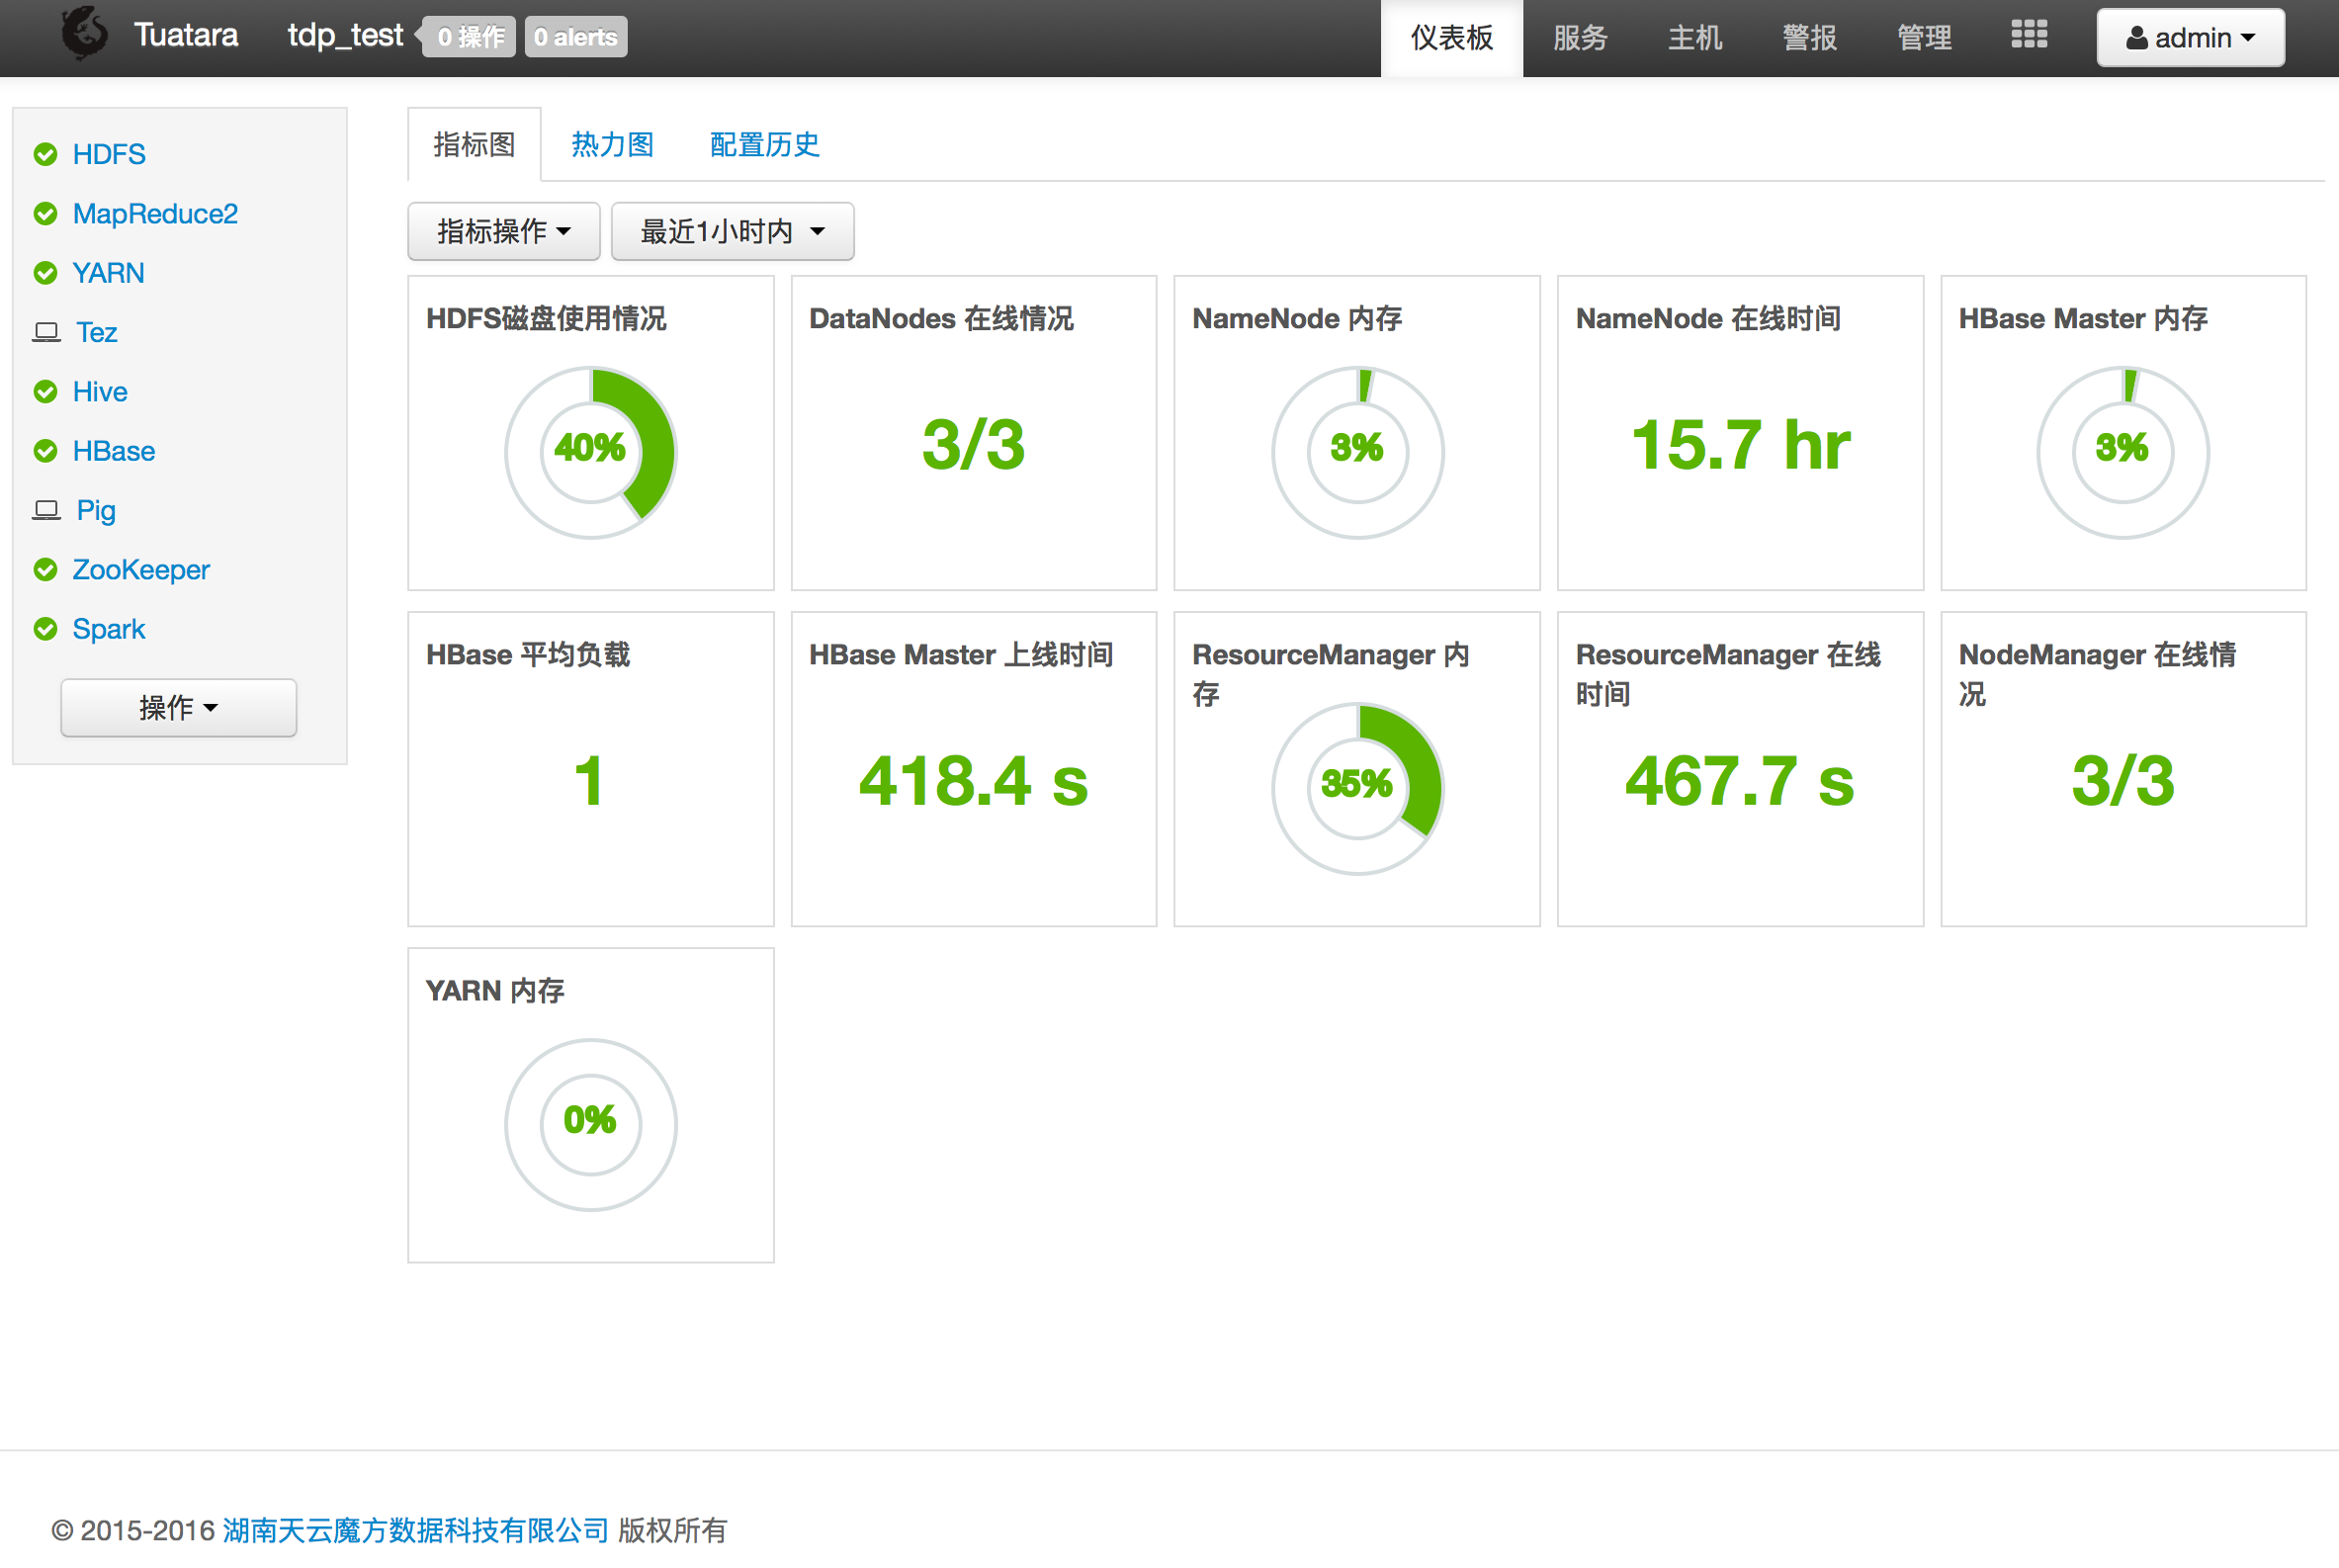 Tuatara tdp_test 0 操作 0 alerts 仪表板 服务 主机 警报 管理 admin
HDFS
MapReduce2
YARN
Tez
Hive
HBase
Pig
ZooKeeper
Spark
操作
指标图 热力图 配置历史
指标操作 最近1小时内
HDFS磁盘使用情况
40%
DataNodes 在线情况
3/3
NameNode 内存
3%
NameNode 在线时间
15.7 hr
HBase Master 内存
3%
HBase 平均负载
1
HBase Master 上线时间
418.4 s
ResourceManager 内
存
35%
ResourceManager 在线
时间
467.7 s
NodeManager 在线情
况
3/3
YARN 内存
0%
© 2015-2016 湖南天云魔方数据科技有限公司 版权所有